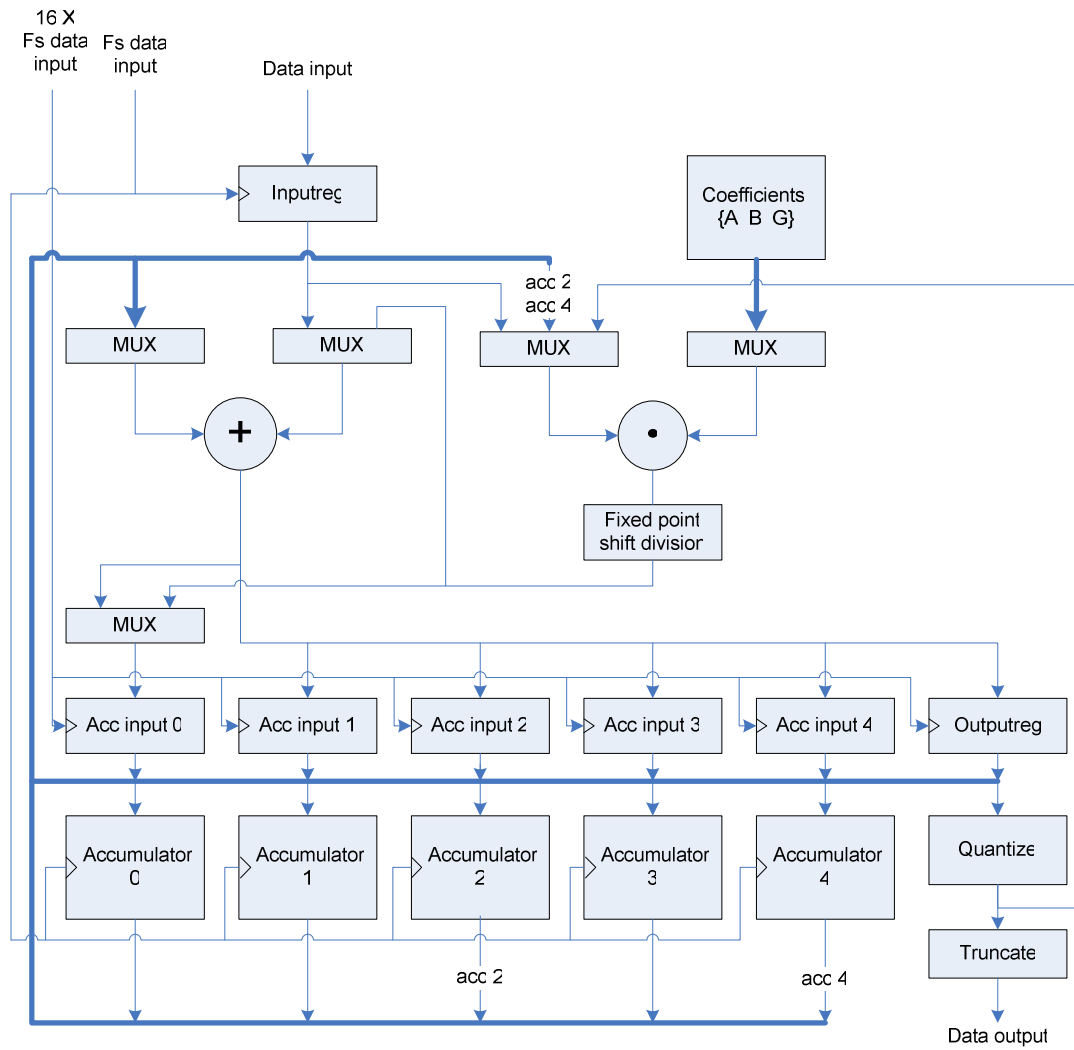 16 X
Fs data
input
Fs data
input
Data input
Inputreg
Coefficients
{A B G}
acc 2
acc 4
MUX
MUX
MUX
MUX
+
•
Fixed point
shift division
MUX
Acc input 0
Acc input 1
Acc input 2
Acc input 3
Acc input 4
Outputreg
Accumulator
0
Accumulator
1
Accumulator
2
Accumulator
3
Accumulator
4
Quantize
Truncate
acc 2
acc 4
Data output